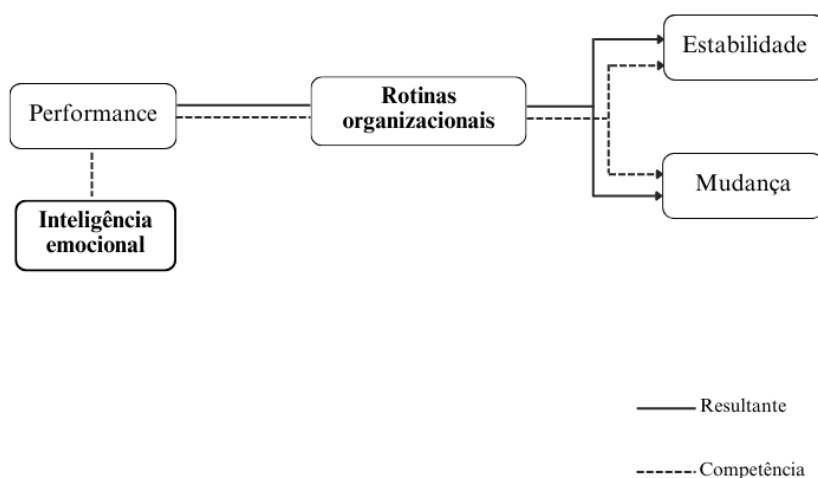 Estabilidade
Performance
Rotinas
organizacionais
Mudança
Inteligência
emocional
Resultante
Competência